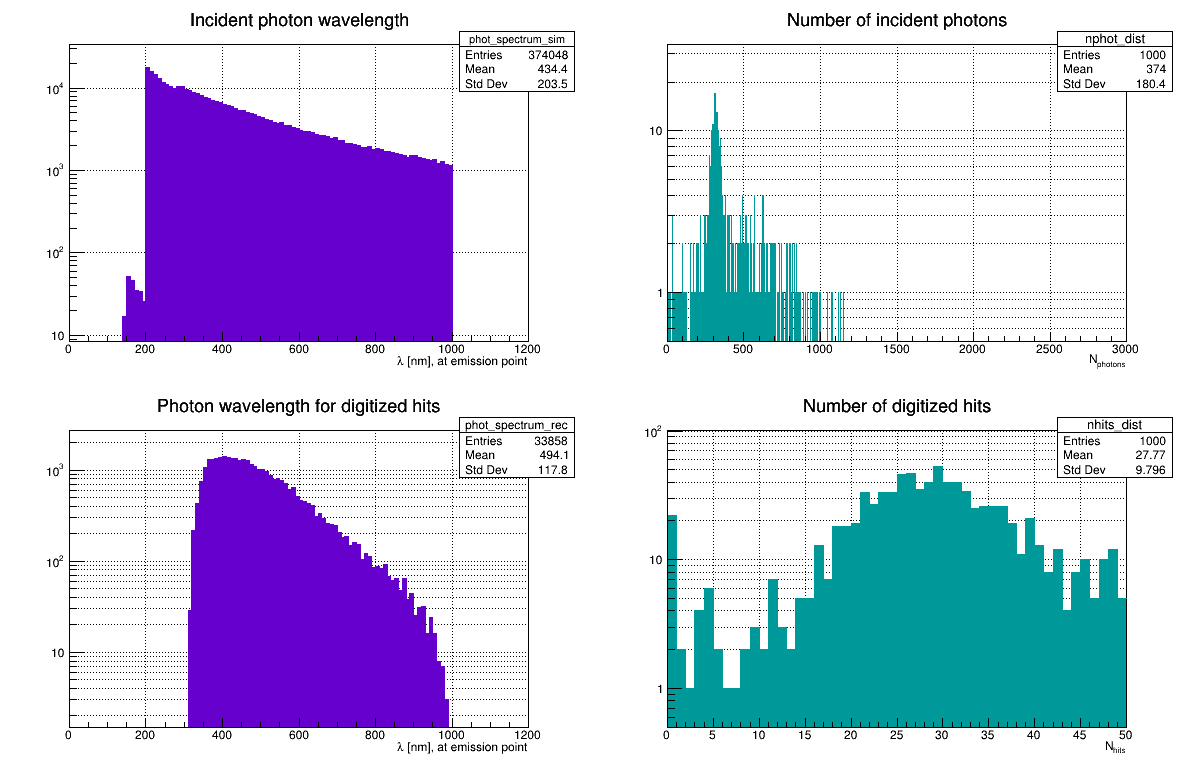 Incident photon wavelength
phot_spectrum_sim
Entries 374048
Mean 434.4
Std Dev 203.5
10^4
10^3
10^2
10
0 200 400 600 800 1000 1200
λ [nm], at emission point
Number of incident photons
nphot_dist
Entries 1000
Mean 374
Std Dev 180.4
10
1
0 500 1000 1500 2000 2500 3000
N_photons
Photon wavelength for digitized hits
phot_spectrum_rec
Entries 33858
Mean 494.1
Std Dev 117.8
10^3
10^2
10
0 200 400 600 800 1000 1200
λ [nm], at emission point
Number of digitized hits
nhits_dist
Entries 1000
Mean 27.77
Std Dev 9.796
10^2
10
1
0 5 10 15 20 25 30 35 40 45 50
N_hits